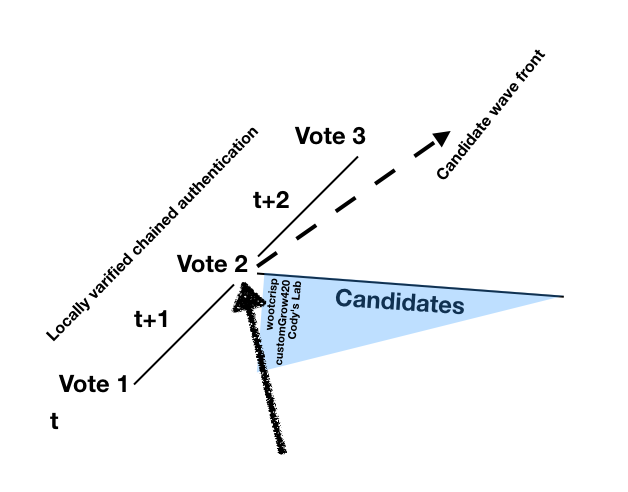 Candidate wave front
Vote 3
Locally varified chained authentication
t+2
Vote 2
wootcrisp
customGrow420
Cody's Lab
Candidates
t+1
Vote 1
t